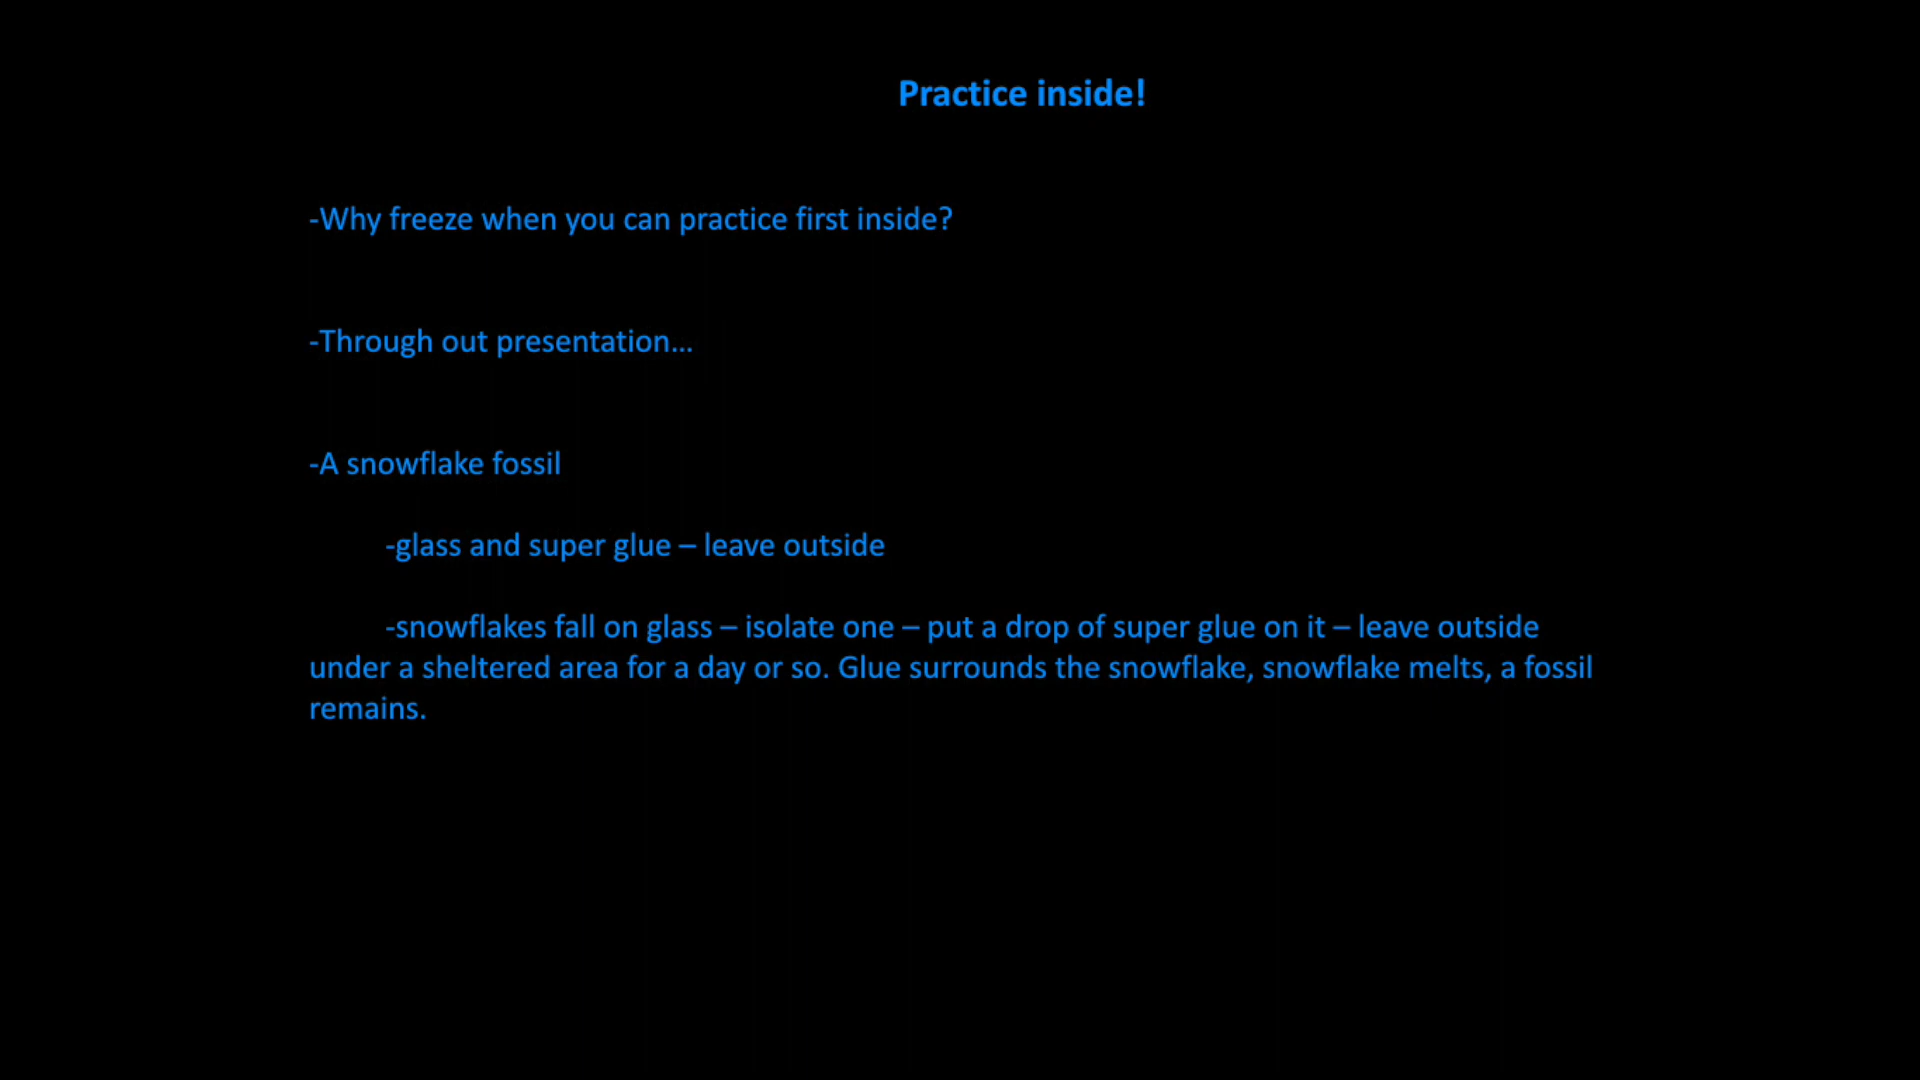 Practice inside!
-Why freeze when you can practice first inside?
-Through out presentation...
-A snowflake fossil
-glass and super glue – leave outside
-snowflakes fall on glass – isolate one – put a drop of super glue on it – leave outside
under a sheltered area for a day or so. Glue surrounds the snowflake, snowflake melts, a fossil
remains.